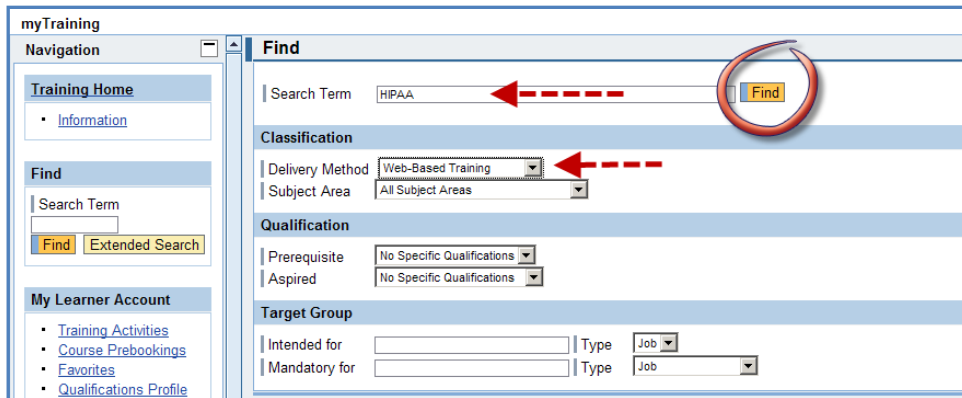 myTraining
Navigation
Training Home
Information
Find
Search Term
Find Extended Search
My Learner Account
Training Activities
Course Prebookings
Favorites
Qualifications Profile
Find
Search Term HIPAA Find
Classification
Delivery Method Web-Based Training
Subject Area All Subject Areas
Qualification
Prerequisite No Specific Qualifications
Aspired No Specific Qualifications
Target Group
Intended for Type Job
Mandatory for Type Job